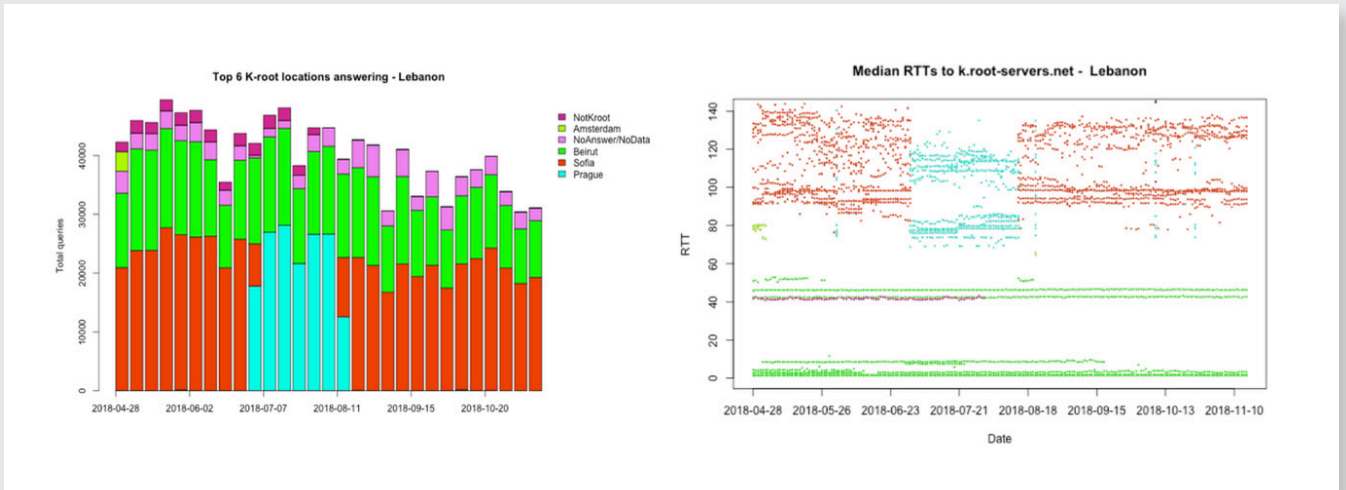 Top 6 K-root locations answering - Lebanon
Total queries
40000
30000
20000
10000
0
2018-04-28 2018-06-02 2018-07-07 2018-08-11 2018-09-15 2018-10-20
NotKroot
Amsterdam
NoAnswer/NoData
Beirut
Sofia
Prague
Median RTTs to k.root-servers.net - Lebanon
RTT
140
120
100
80
60
40
20
0
2018-04-28 2018-05-26 2018-06-23 2018-07-21 2018-08-18 2018-09-15 2018-10-13 2018-11-10
Date